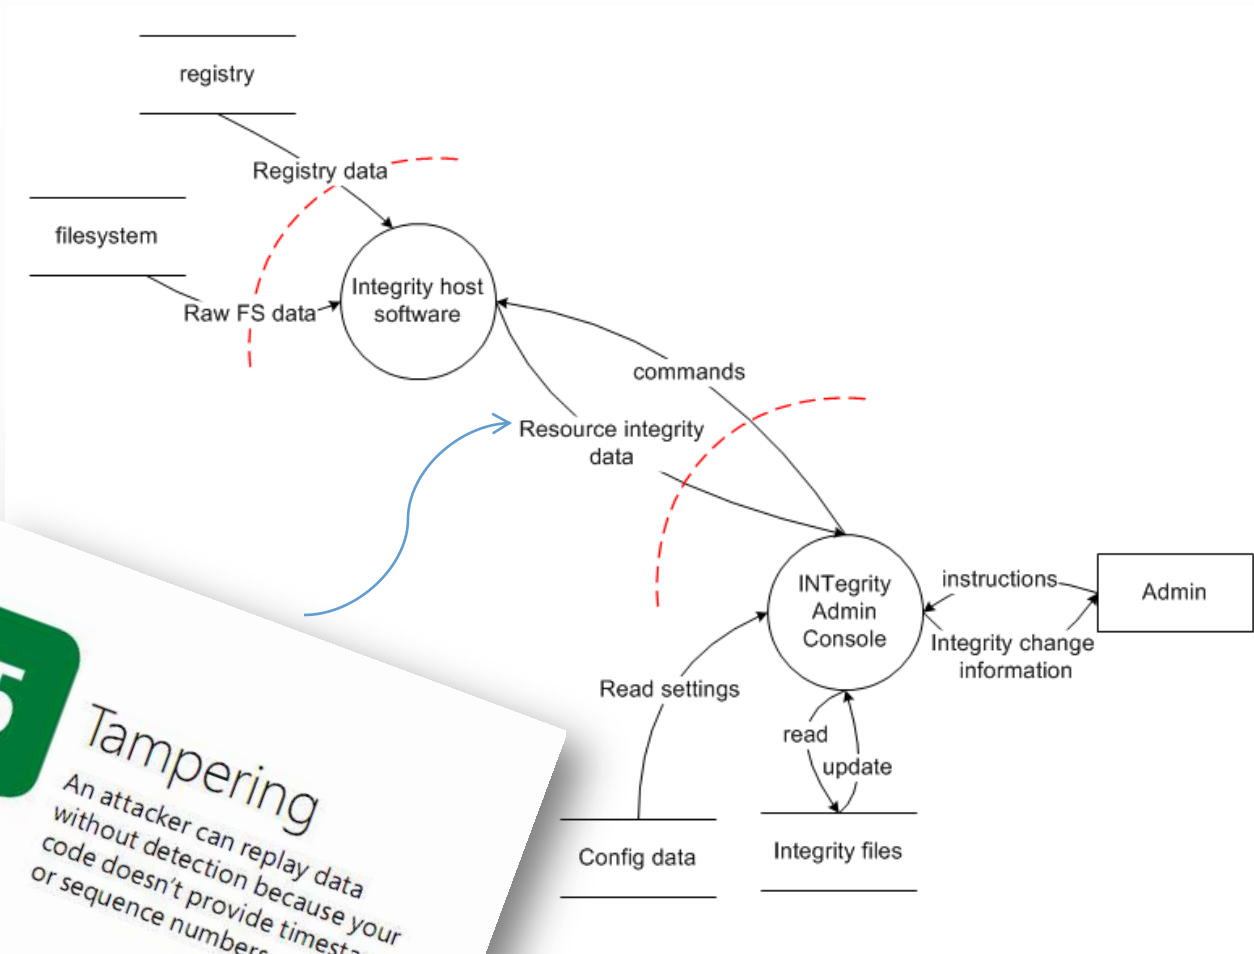 registry
Registry data
filesystem
Raw FS data
Integrity host
software
commands
Resource integrity
data
INTegrity
Admin
Console
instructions
Admin
Integrity change
information
Read settings
read
update
Config data
Integrity files
5
Tampering
An attacker can replay data
without detection because your
code doesn't provide
or sequence numbers